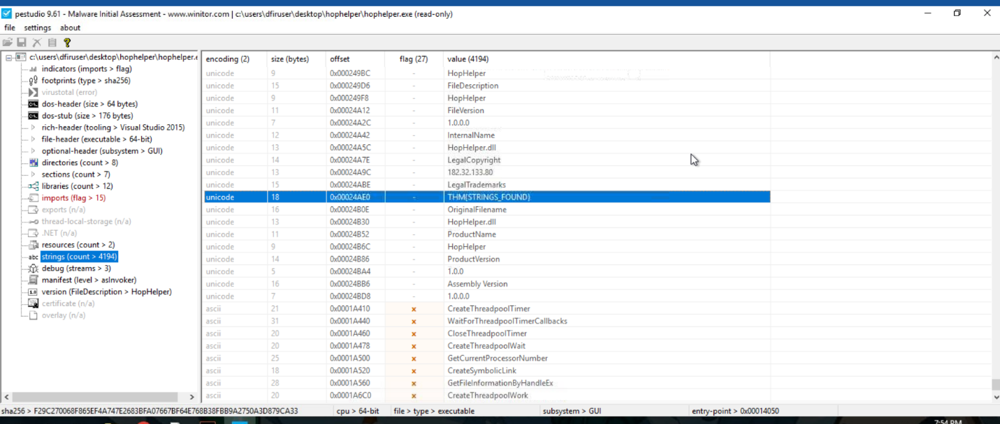 pestudio 9.61 - Malware Initial Assessment - www.winitor.com | c:\users\dfiruser\desktop\hophelper\hophelper.exe (read-only)
file settings about
c:\users\dfiruser\desktop\hophelper\hophelper.e
indicators (imports > flag)
footprints (type > sha256)
virustotal (error)
dos-header (size > 64 bytes)
dos-stub (size > 176 bytes)
rich-header (tooling > Visual Studio 2015)
file-header (executable > 64-bit)
optional-header (subsystem > GUI)
directories (count > 8)
sections (count > 7)
libraries (count > 12)
imports (flag > 15)
exports (n/a)
thread-local-storage (n/a)
.NET (n/a)
resources (count > 2)
abc strings (count > 4194)
debug (streams > 3)
manifest (level > asInvoker)
1.0 version (FileDescription > HopHelper)
certificate (n/a)
overlay (n/a)
encoding (2) size (bytes) offset flag (27) value (4194)
unicode 9 0x000249BC - HopHelper
unicode 15 0x000249D6 - FileDescription
unicode 9 0x000249F8 - HopHelper
unicode 11 0x00024A12 - FileVersion
unicode 7 0x00024A2C - 1.0.0.0
unicode 12 0x00024A42 - InternalName
unicode 13 0x00024A5C - HopHelper.dll
unicode 14 0x00024A7E - LegalCopyright
unicode 13 0x00024A9C - 182.32.133.80
unicode 15 0x00024ABE - LegalTrademarks
unicode 18 0x00024AE0 - THM{STRINGS_FOUND}
unicode 16 0x00024B0E - OriginalFilename
unicode 13 0x00024B30 - HopHelper.dll
unicode 11 0x00024B52 - ProductName
unicode 9 0x00024B6C - HopHelper
unicode 14 0x00024B86 - ProductVersion
unicode 5 0x00024BA4 - 1.0.0
unicode 16 0x00024BB6 - Assembly Version
unicode 7 0x00024BD8 - 1.0.0.0
ascii 21 0x0001A410 x CreateThreadpoolTimer
ascii 31 0x0001A440 x WaitForThreadpoolTimerCallbacks
ascii 20 0x0001A460 x CloseThreadpoolTimer
ascii 20 0x0001A478 x CreateThreadpoolWait
ascii 25 0x0001A500 x GetCurrentProcessorNumber
ascii 18 0x0001A520 x CreateSymbolicLink
ascii 28 0x0001A560 x GetFileInformationByHandleEx
ascii 20 0x0001A6C0 x CreateThreadpoolWork
sha256 > F29C270068F865EF4A747E2683BFA07667BF64E768B38FBB9A2750A3D879CA33 cpu > 64-bit file > type > executable subsystem > GUI entry-point > 0x00014050
7:54 PM